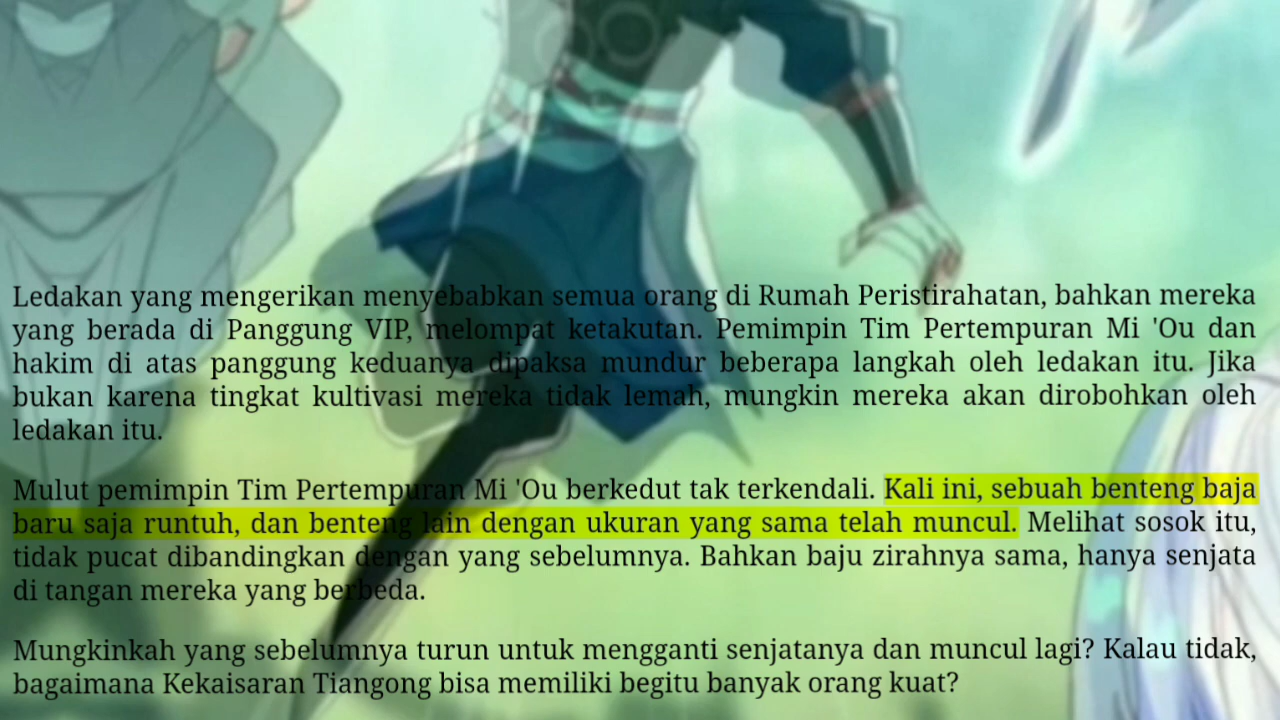 Ledakan yang mengerikan menyebabkan semua orang di Rumah Peristirahatan, bahkan mereka
yang berada di Panggung VIP, melompat ketakutan. Pemimpin Tim Pertempuran Mi 'Ou dan
hakim di atas panggung keduanya dipaksa mundur beberapa langkah oleh ledakan itu. Jika
bukan karena tingkat kultivasi mereka tidak lemah, mungkin mereka akan dirobohkan oleh
ledakan itu.
Mulut pemimpin Tim Pertempuran Mi 'Ou berkedut tak terkendali. Kali ini, sebuah benteng baja
baru saja runtuh, dan benteng lain dengan ukuran yang sama telah muncul. Melihat sosok itu,
tidak pucat dibandingkan dengan yang sebelumnya. Bahkan baju zirahnya sama, hanya senjata
di tangan mereka yang berbeda.
Mungkinkah yang sebelumnya turun untuk mengganti senjatanya dan muncul lagi? Kalau tidak,
bagaimana Kekaisaran Tiangong bisa memiliki begitu banyak orang kuat?